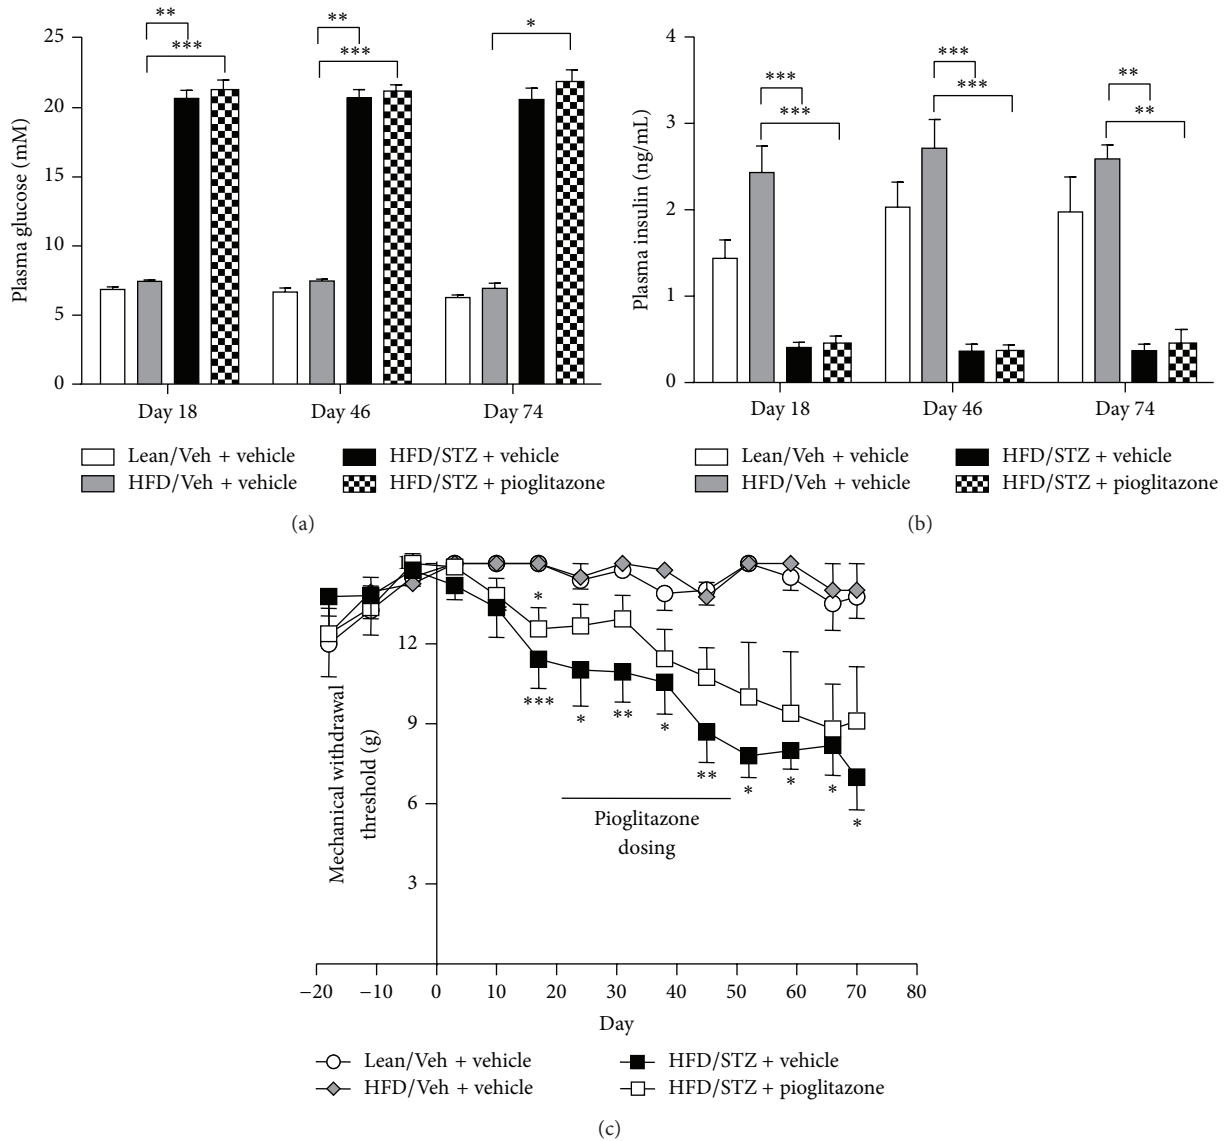 ** ** *
*** ***
25
20
15
10
5
0
Plasma glucose (mM)
Day 18 Day 46 Day 74
Lean/Veh + vehicle HFD/STZ + vehicle
HFD/Veh + vehicle HFD/STZ + pioglitazone
(a)
4
3
2
1
0
Plasma insulin (ng/mL)
*** *** **
*** *** **
Day 18 Day 46 Day 74
Lean/Veh + vehicle HFD/STZ + vehicle
HFD/Veh + vehicle HFD/STZ + pioglitazone
(b)
12
9
6
3
Mechanical withdrawal
threshold (g)
*
*** * ** * ** * * * *
Pioglitazone
dosing
−20 −10 0 10 20 30 40 50 60 70 80
Day
Lean/Veh + vehicle HFD/STZ + vehicle
HFD/Veh + vehicle HFD/STZ + pioglitazone
(c)